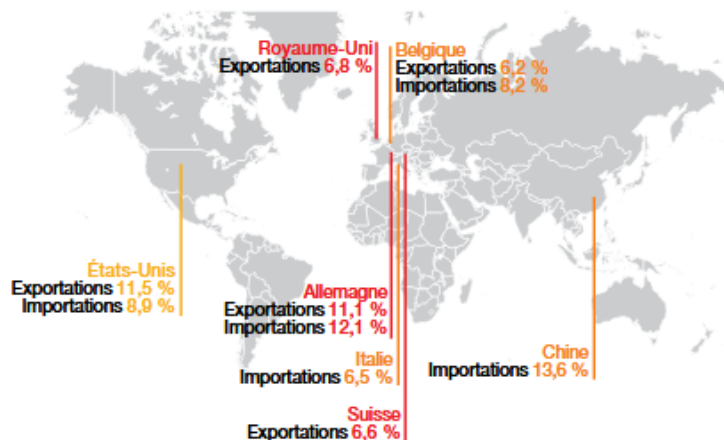 Royaume-Uni
Exportations 6,8 %
Belgique
Exportations 6,2 %
Importations 8,2 %
États-Unis
Exportations 11,5 %
Importations 8,9 %
Allemagne
Exportations 11,1 %
Importations 12,1 %
Italie
Importations 6,5 %
Chine
Importations 13,6 %
Suisse
Exportations 6,6 %